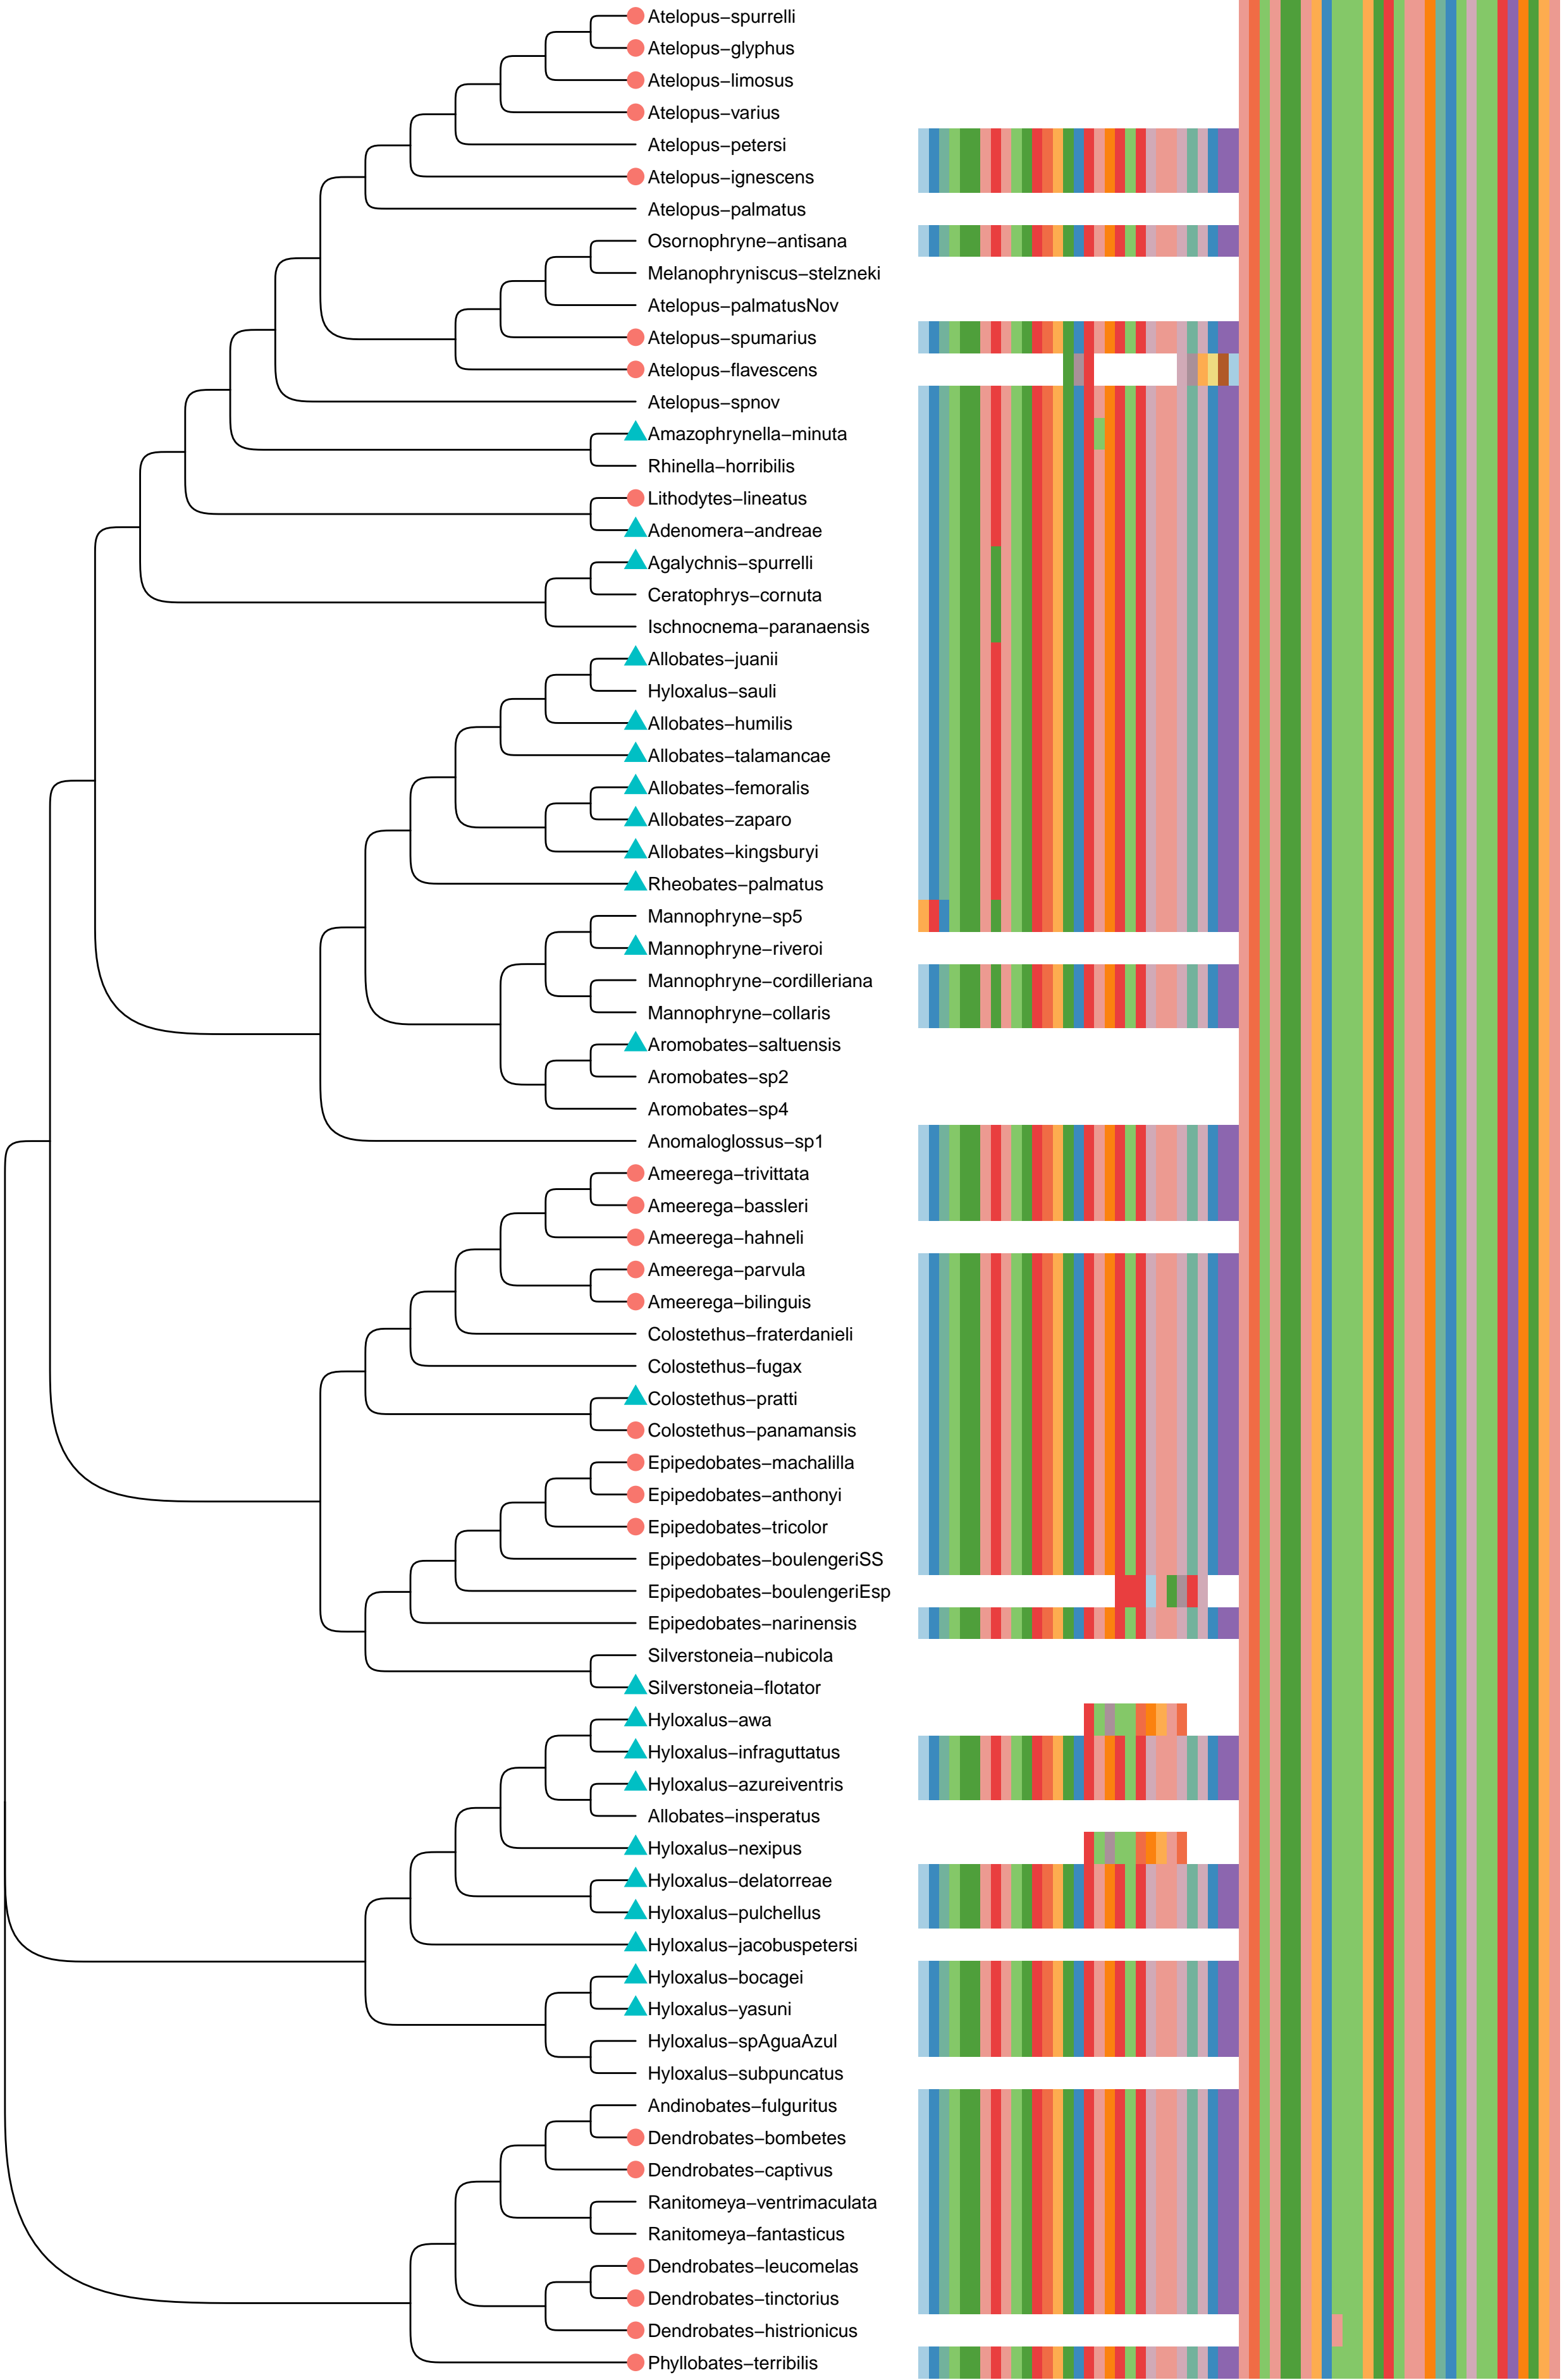 Atelopus−spurrelli
Atelopus−glyphus
Atelopus−limosus
Atelopus−varius
Atelopus−petersi
Atelopus−ignescens
Atelopus−palmatus
Osornophryne−antisana
Melanophryniscus−stelzneki
Atelopus−palmatusNov
Atelopus−spumarius
Atelopus−flavescens
Atelopus−spnov
Amazophrynella−minuta
Rhinella−horribilis
Lithodytes−lineatus
Adenomera−andreae
Agalychnis−spurrelli
Ceratophrys−cornuta
Ischnocnema−paranaensis
Allobates−juanii
Hyloxalus−sauli
Allobates−humilis
Allobates−talamancae
Allobates−femoralis
Allobates−zaparo
Allobates−kingsburyi
Rheobates−palmatus
Mannophryne−sp5
Mannophryne−riveroi
Mannophryne−cordilleriana
Mannophryne−collaris
Aromobates−saltuensis
Aromobates−sp2
Aromobates−sp4
Anomaloglossus−sp1
Ameerega−trivittata
Ameerega−bassleri
Ameerega−hahneli
Ameerega−parvula
Ameerega−bilinguis
Colostethus−fraterdanieli
Colostethus−fugax
Colostethus−pratti
Colostethus−panamansis
Epipedobates−machalilla
Epipedobates−anthonyi
Epipedobates−tricolor
Epipedobates−boulengeriSS
Epipedobates−boulengeriEsp
Epipedobates−narinensis
Silverstoneia−nubicola
Silverstoneia−flotator
Hyloxalus−awa
Hyloxalus−infraguttatus
Hyloxalus−azureiventris
Allobates−insperatus
Hyloxalus−nexipus
Hyloxalus−delatorreae
Hyloxalus−pulchellus
Hyloxalus−jacobuspetersi
Hyloxalus−bocagei
Hyloxalus−yasuni
Hyloxalus−spAguaAzul
Hyloxalus−subpuncatus
Andinobates−fulguritus
Dendrobates−bombetes
Dendrobates−captivus
Ranitomeya−ventrimaculata
Ranitomeya−fantasticus
Dendrobates−leucomelas
Dendrobates−tinctorius
Dendrobates−histrionicus
Phyllobates−terribilis